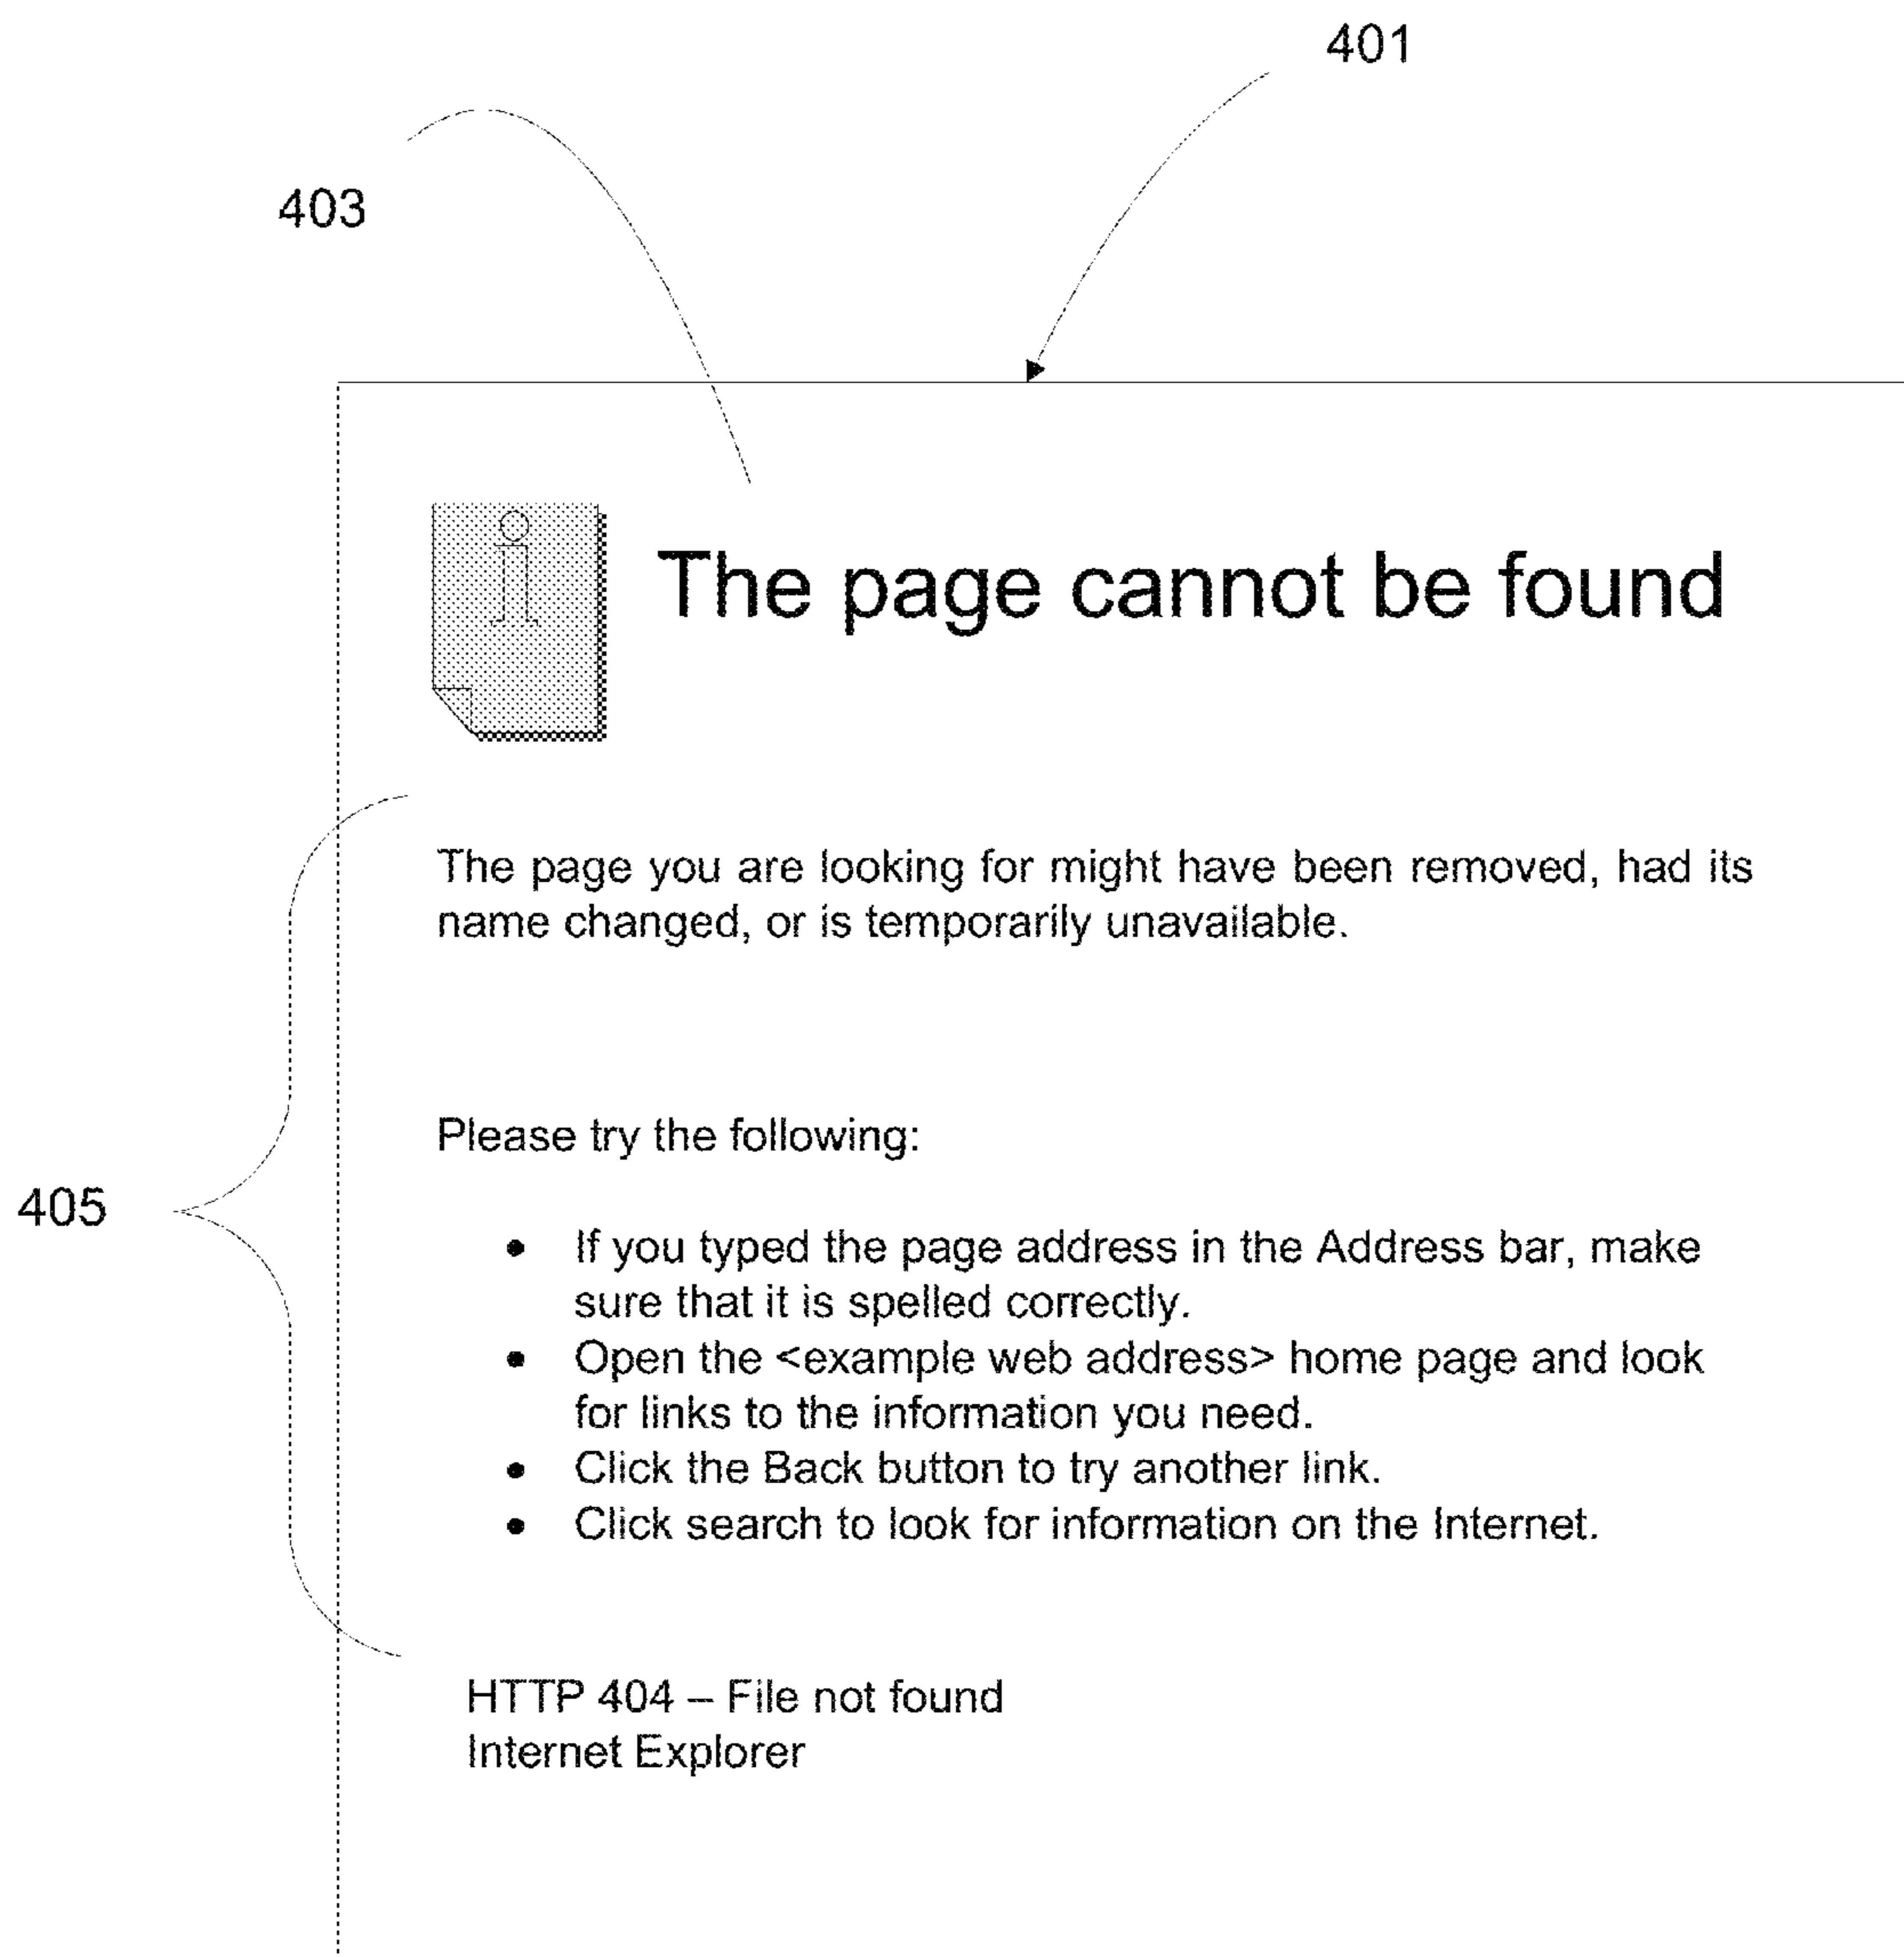 401
403
i
The page cannot be found
The page you are looking for might have been removed, had its
name changed, or is temporarily unavailable.
Please try the following:
405
• If you typed the page address in the Address bar, make
sure that it is spelled correctly.
• Open the <example web address> home page and look
for links to the information you need.
• Click the Back button to try another link.
• Click search to look for information on the Internet.
HTTP 404 – File not found
Internet Explorer